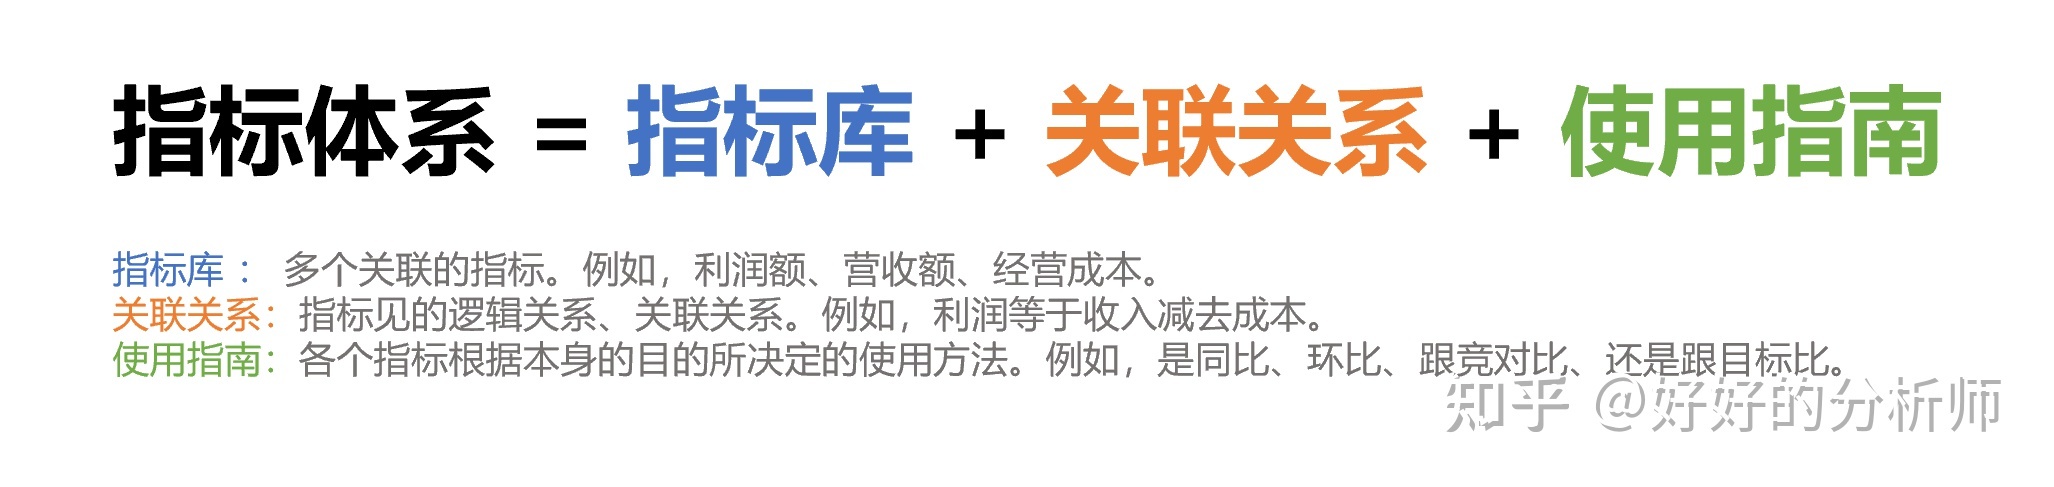 指标体系 = 指标库 + 关联关系 + 使用指南
指标库 ： 多个关联的指标。例如，利润额、营收额、经营成本。
关联关系：指标见的逻辑关系、关联关系。例如，利润等于收入减去成本。
使用指南：各个指标根据本身的目的所决定的使用方法。例如，是同比、环比、跟竞对比、还是跟目标比。
知乎 @好好的分析师